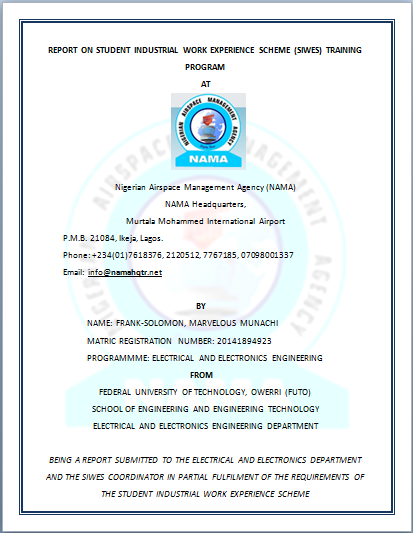 REPORT ON STUDENT INDUSTRIAL WORK EXPERIENCE SCHEME (SIWES) TRAINING
PROGRAM
AT
NIGERIAN AIRSPACE MANAGEMENT AGENCY
NAMA
Nigerian Airspace Management Agency (NAMA)
NAMA Headquarters,
Murtala Mohammed International Airport
P.M.B. 21084, Ikeja, Lagos.
Phone: +234(01)7618376, 2120512, 7767185, 07098001337
Email: info@namahqtr.net
BY
NAME: FRANK-SOLOMON, MARVELOUS MUNACHI
MATRIC REGISTRATION NUMBER: 20141894923
PROGRAMMME: ELECTRICAL AND ELECTRONICS ENGINEERING
FROM
FEDERAL UNIVERSITY OF TECHNOLOGY, OWERRI (FUTO)
SCHOOL OF ENGINEERING AND ENGINEERING TECHNOLOGY
ELECTRICAL AND ELECTRONICS ENGINEERING DEPARTMENT
BEING A REPORT SUBMITTED TO THE ELECTRICAL AND ELECTRONICS DEPARTMENT
AND THE SIWES COORDINATOR IN PARTIAL FULFILMENT OF THE REQUIREMENTS OF
THE STUDENT INDUSTRIAL WORK EXPERIENCE SCHEME